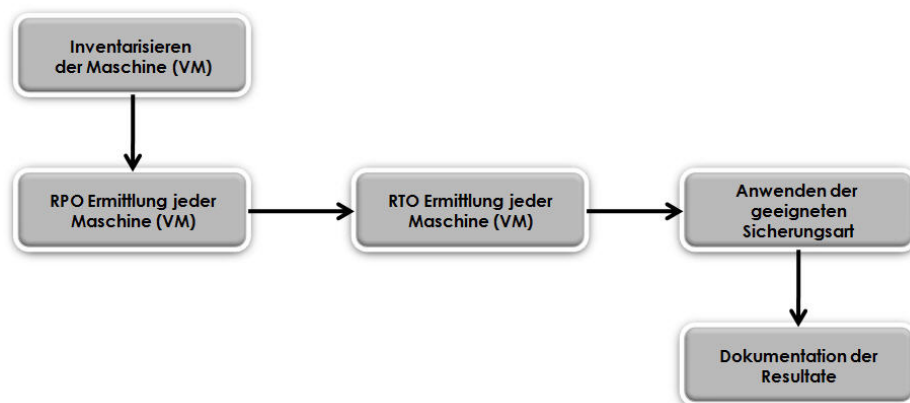 Inventarisieren
der Maschine (VM)
RPO Ermittlung jeder
Maschine (VM)
RTO Ermittlung jeder
Maschine (VM)
Anwenden der
geeigneten
Sicherungsart
Dokumentation der
Resultate